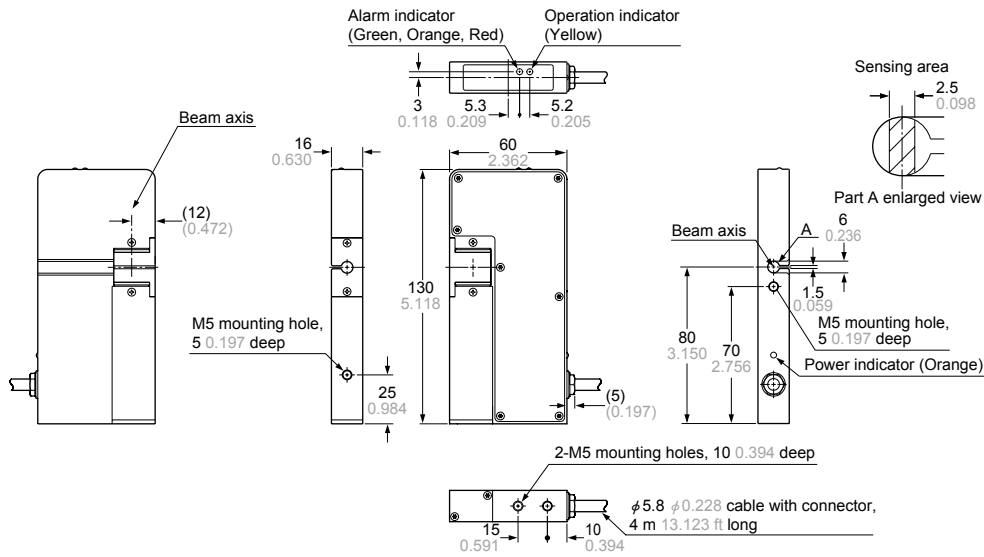 Alarm indicator
(Green, Orange, Red)
Operation indicator
(Yellow)
3
0.118
5.3
0.209
5.2
0.205
Sensing area
2.5
0.098
Part A enlarged view
Beam axis
(12)
(0.472)
16
0.630
60
2.362
130
5.118
M5 mounting hole,
5 0.197 deep
25
0.984
(5)
(0.197)
Beam axis
A
6
0.236
1.5
0.059
80
3.150
70
2.756
M5 mounting hole,
5 0.197 deep
Power indicator (Orange)
2-M5 mounting holes, 10 0.394 deep
15
0.591
10
0.394
φ5.8 φ0.228 cable with connector,
4 m 13.123 ft long